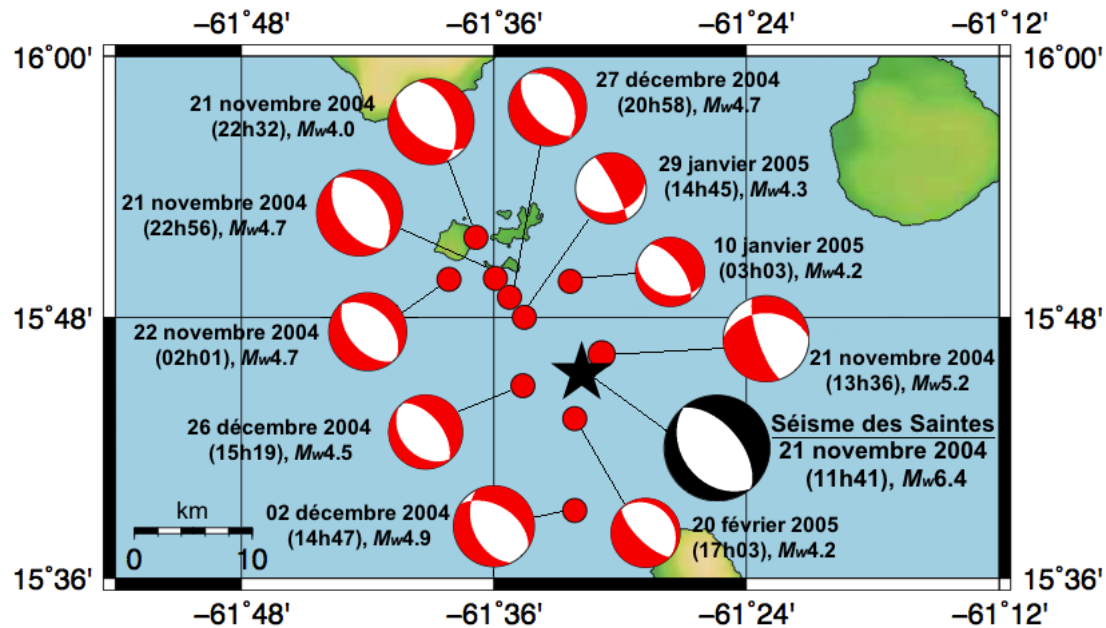 −61˚48' −61˚36' −61˚24' −61˚12'
16˚00' 16˚00'
27 décembre 2004
(20h58), Mw4.7
21 novembre 2004
(22h32), Mw4.0
29 janvier 2005
(14h45), Mw4.3
21 novembre 2004
(22h56), Mw4.7
10 janvier 2005
(03h03), Mw4.2
15˚48' 15˚48'
22 novembre 2004
(02h01), Mw4.7
21 novembre 2004
(13h36), Mw5.2
26 décembre 2004
(15h19), Mw4.5
Séisme des Saintes
21 novembre 2004
(11h41), Mw6.4
02 décembre 2004
(14h47), Mw4.9
20 février 2005
(17h03), Mw4.2
km
0 10
15˚36' 15˚36'
−61˚48' −61˚36' −61˚24' −61˚12'